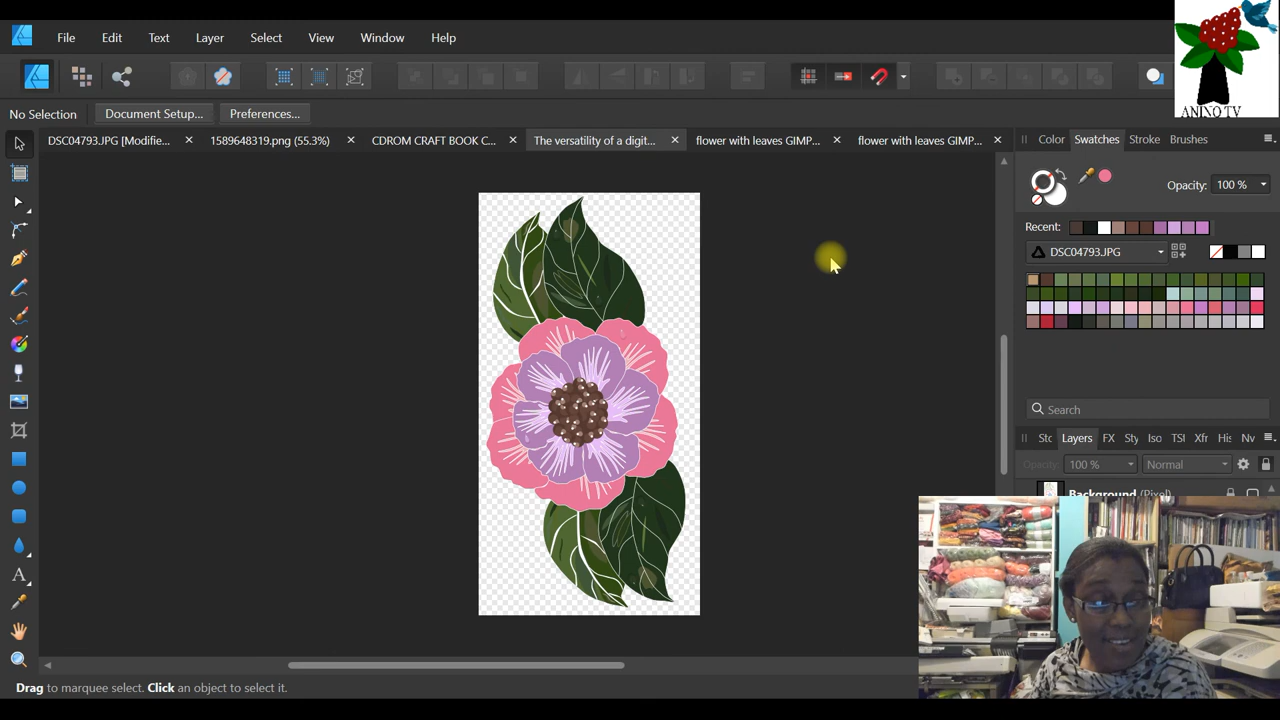 File Edit Text Layer Select View Window Help
ANIXO TV
No Selection Document Setup... Preferences...
DSC04793.JPG [Modifie... 1589648319.png (55.3%) CDROM CRAFT BOOK C... The versatility of a digit... flower with leaves GIMP... flower with leaves GIMP...
Color Swatches Stroke Brushes
Opacity: 100 %
Recent:
DSC04793.JPG
Search
Stc Layers FX Sty Iso TSI Xfr His Nv
Opacity: 100 % Normal
Background (Pixel)
A
Drag to marquee select. Click an object to select it.